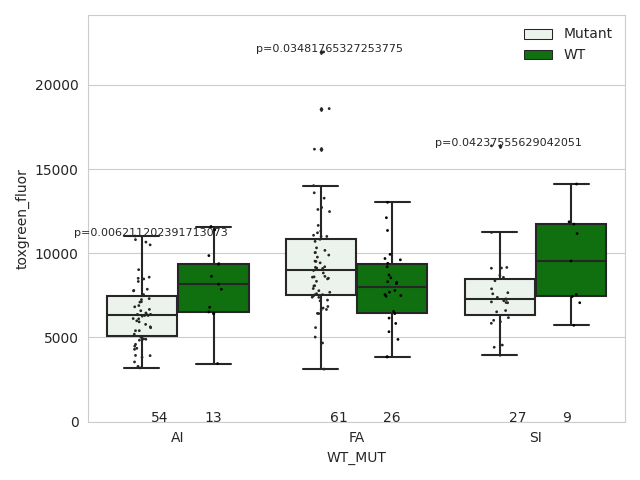 p=0.03481765327253775
Mutant
WT
20000
p=0.04237555629042051
15000
p=0.006211202391713073
10000
5000
0
54 13 61 26 27 9
AI FA SI
WT_MUT
toxgreen_fluor